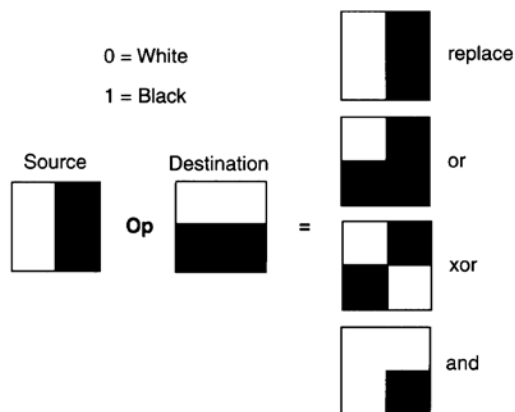 0 = White
1 = Black
Source
Op
Destination
=
replace
or
xor
and